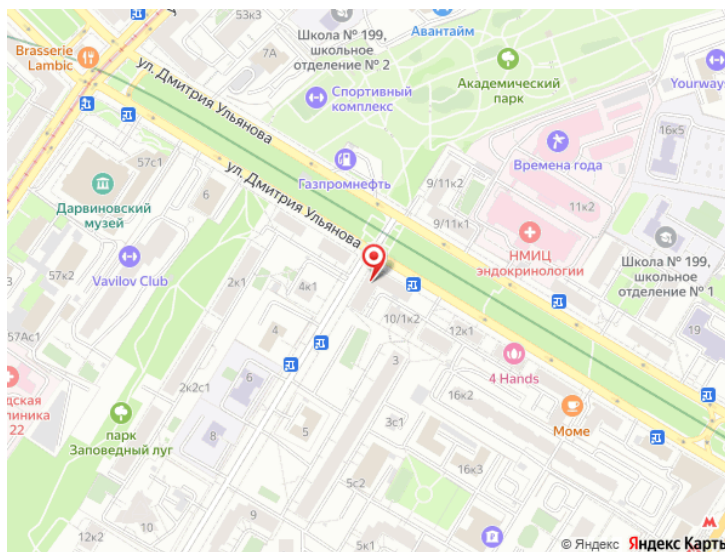 Brasserie
Lambic
7А
Школа № 199,
школьное
отделение № 2
Авантайм
ул. Дмитрия Ульянова
Спортивный
комплекс
Академический
парк
Yourway
16к5
57с1
ул. Дмитрия Ульянова
Газпромнефть
9/11к2
Времена года
6
Дарвиновский
музей
11к2
9/11к1
НМИЦ
эндокринологии
Школа № 199,
школьное
отделение № 1
57к2
Vavilov Club
2к1
4к1
57Ас1
4
10/1к2
12к1
19
3
4 Hands
дская
линика
22
2к2с1
6
16к2
парк
Заповедный луг
8
5
3с1
Моме
16к3
10
12к2
9
5с2
© Яндекс Яндекс Карты